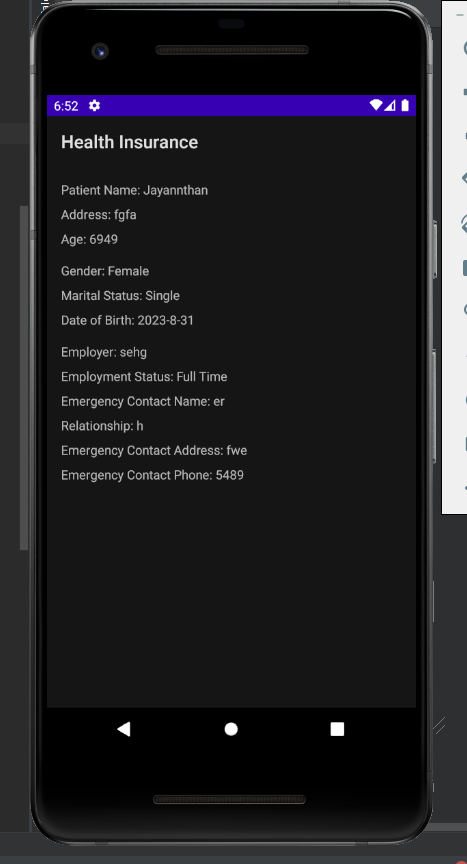 6:52
Health Insurance
Patient Name: Jayannthan
Address: fgfa
Age: 6949
Gender: Female
Marital Status: Single
Date of Birth: 2023-8-31
Employer: sehg
Employment Status: Full Time
Emergency Contact Name: er
Relationship: h
Emergency Contact Address: fwe
Emergency Contact Phone: 5489